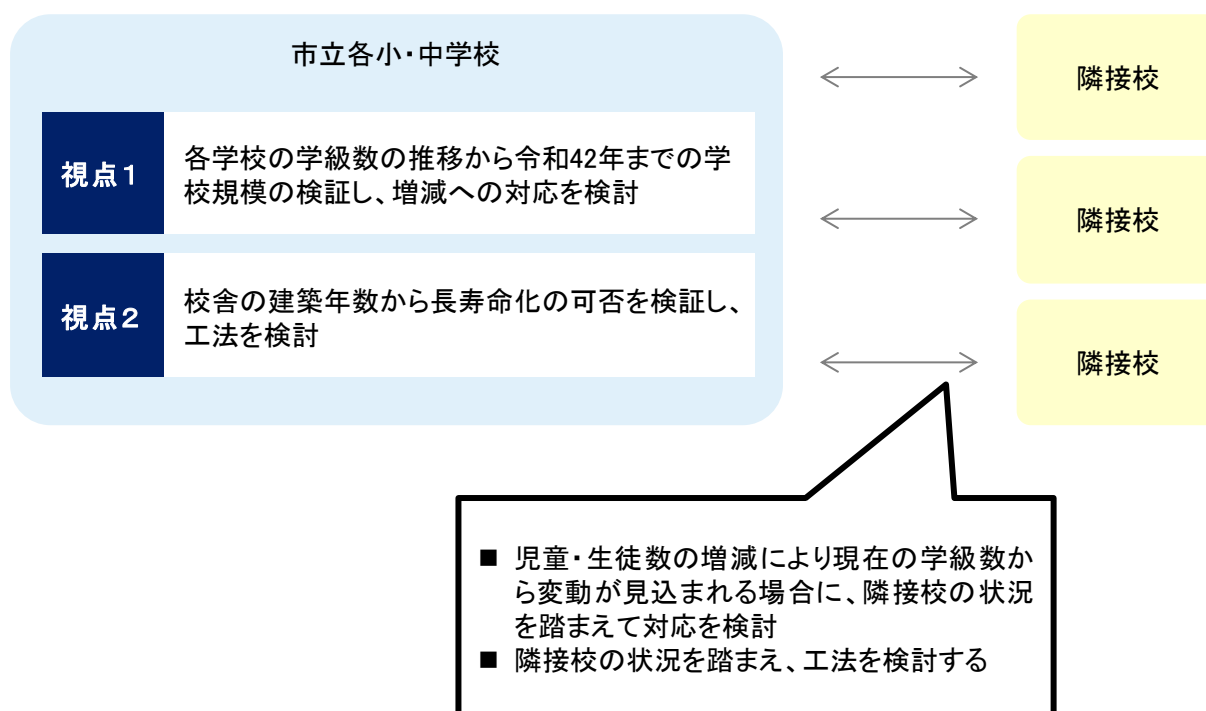 市立各小・中学校
視点1
各学校の学級数の推移から令和42年までの学
校規模の検証し、増減への対応を検討
視点2
校舎の建築年数から長寿命化の可否を検証し、
工法を検討
隣接校
隣接校
隣接校
■ 児童・生徒数の増減により現在の学級数か
ら変動が見込まれる場合に、隣接校の状況
を踏まえて対応を検討
■ 隣接校の状況を踏まえ、工法を検討する